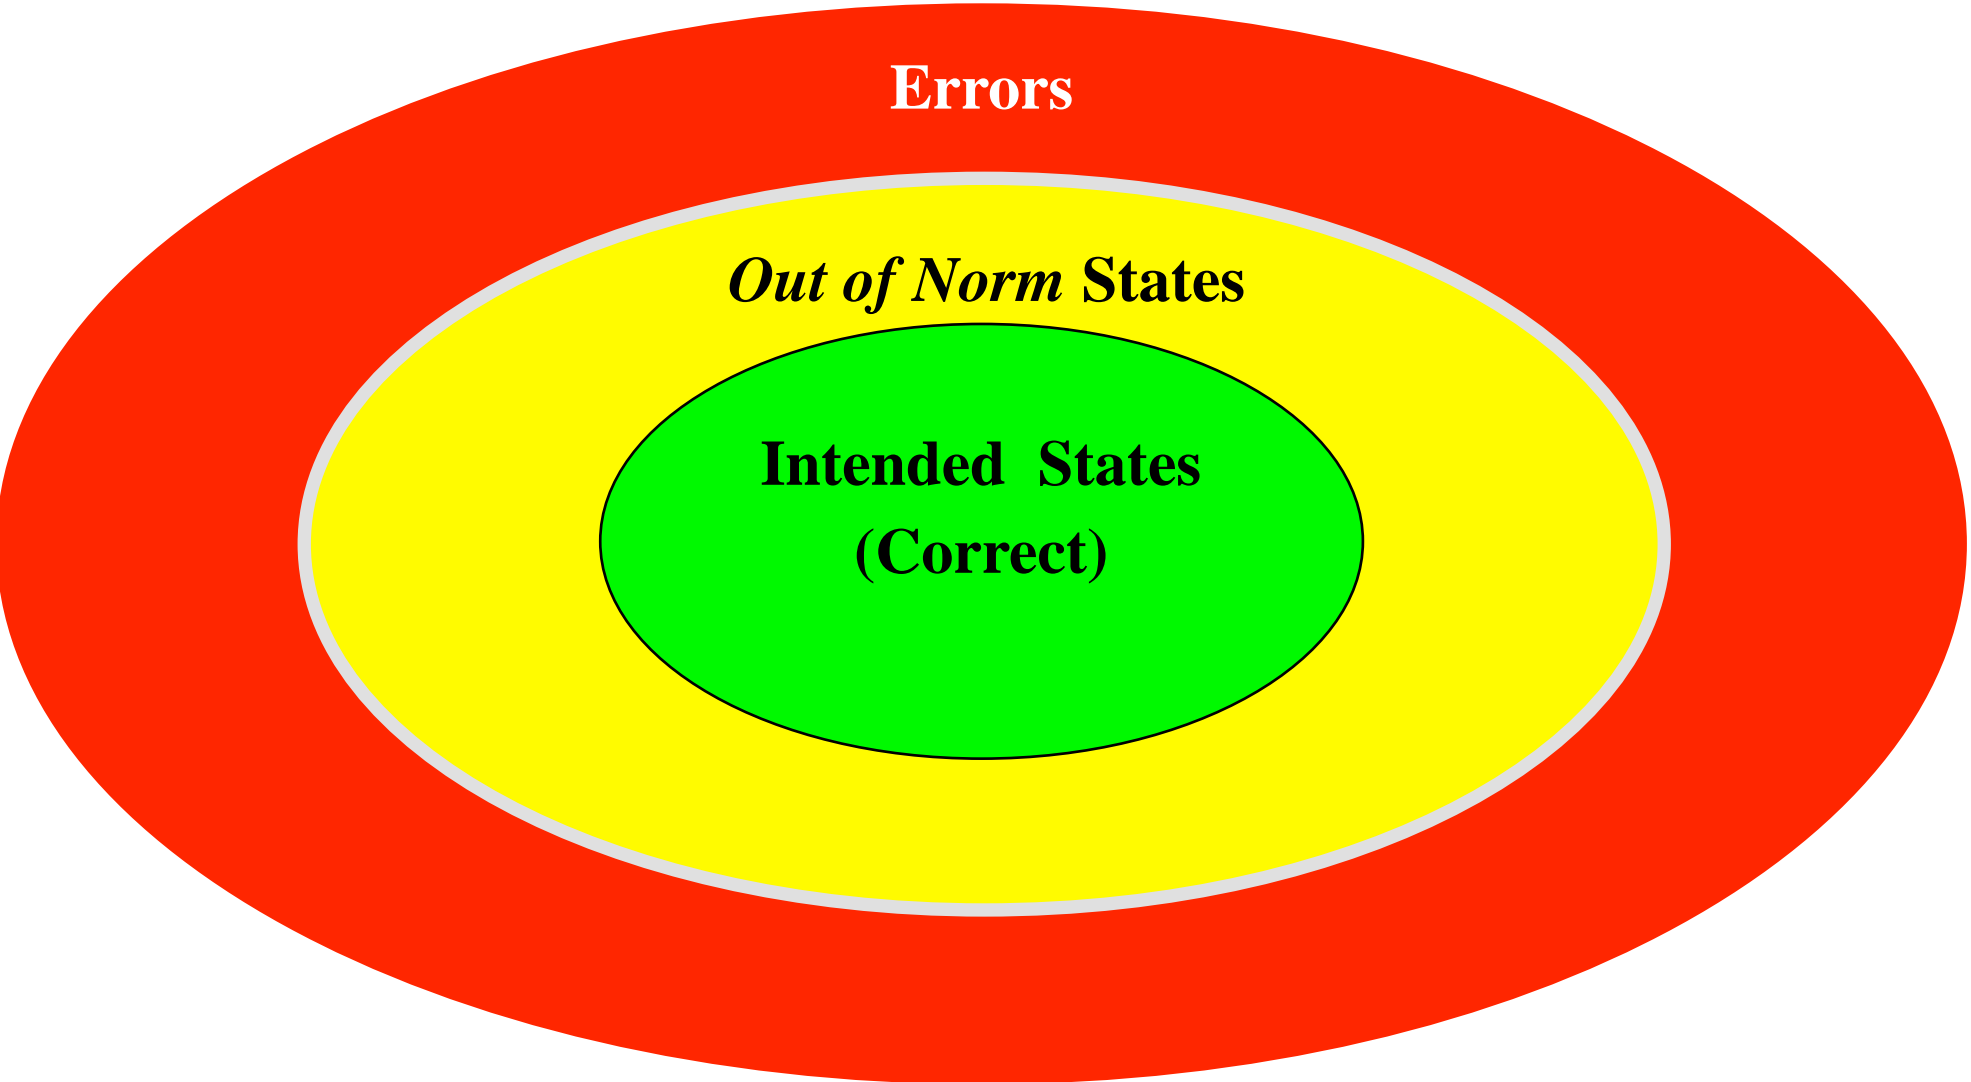 Errors
Out of Norm States
Intended States
(Correct)